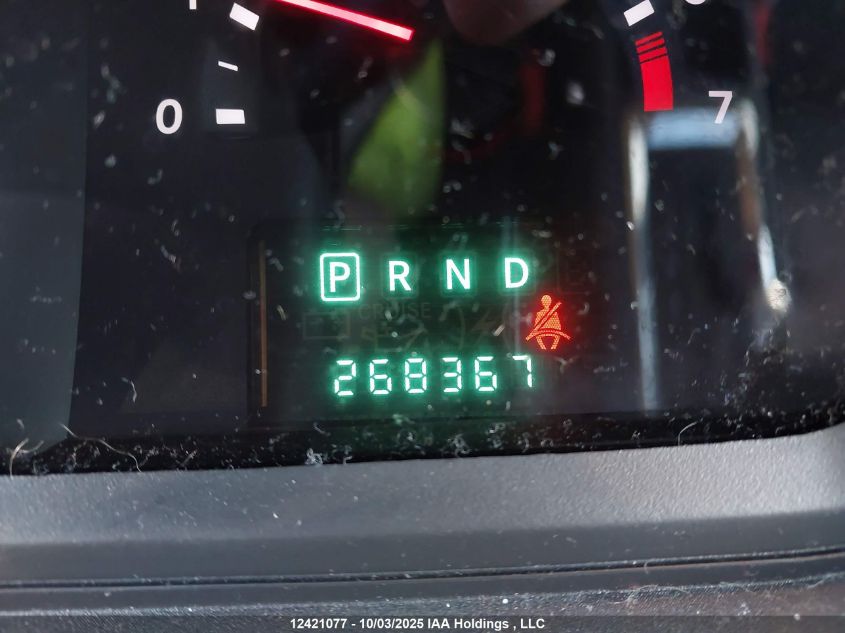 0
7
P R N D
CRUISE
268367
12421077 - 10/03/2025 IAA Holdings , LLC